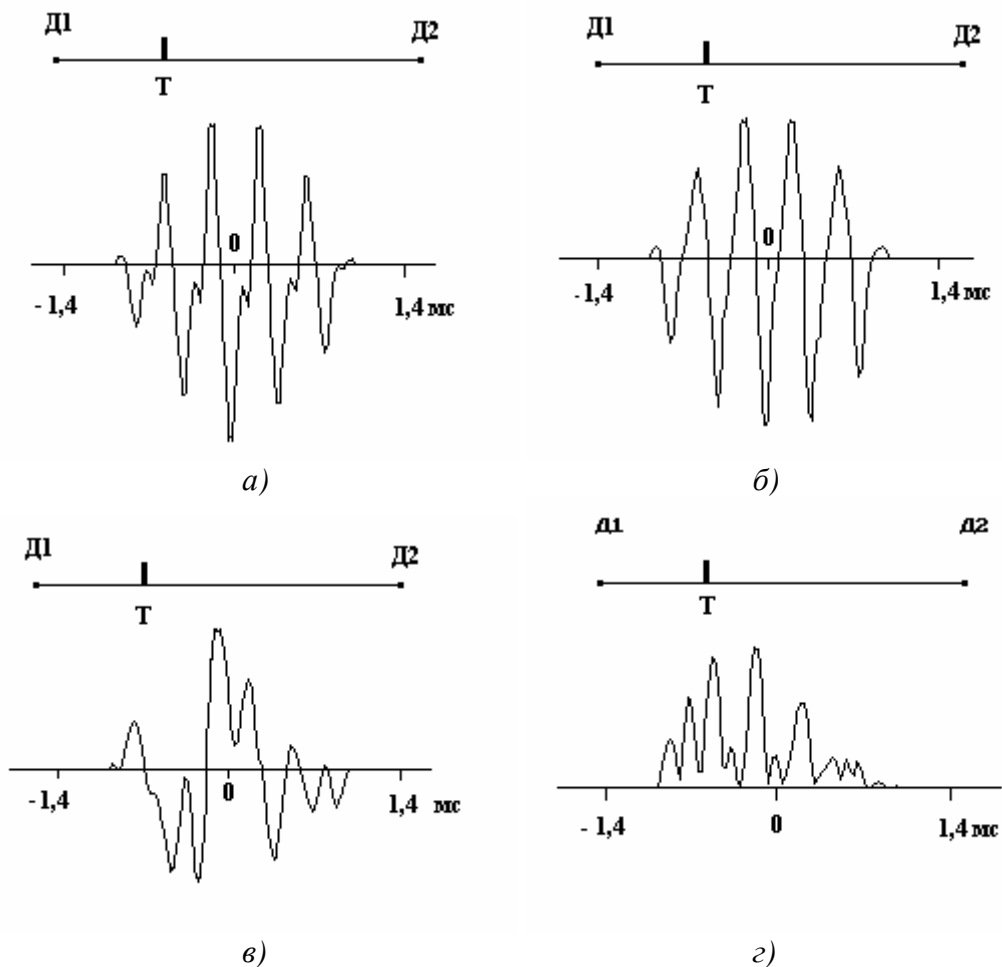 Д1 Д2
Т
0
- 1,4 1,4 мс
а)
Д1 Д2
Т
0
-1,4 1,4 мс
б)
Д1 Д2
Т
- 1,4 0 1,4 мс
в)
Д1 Д2
Т
- 1,4 0 1,4 мс
г)